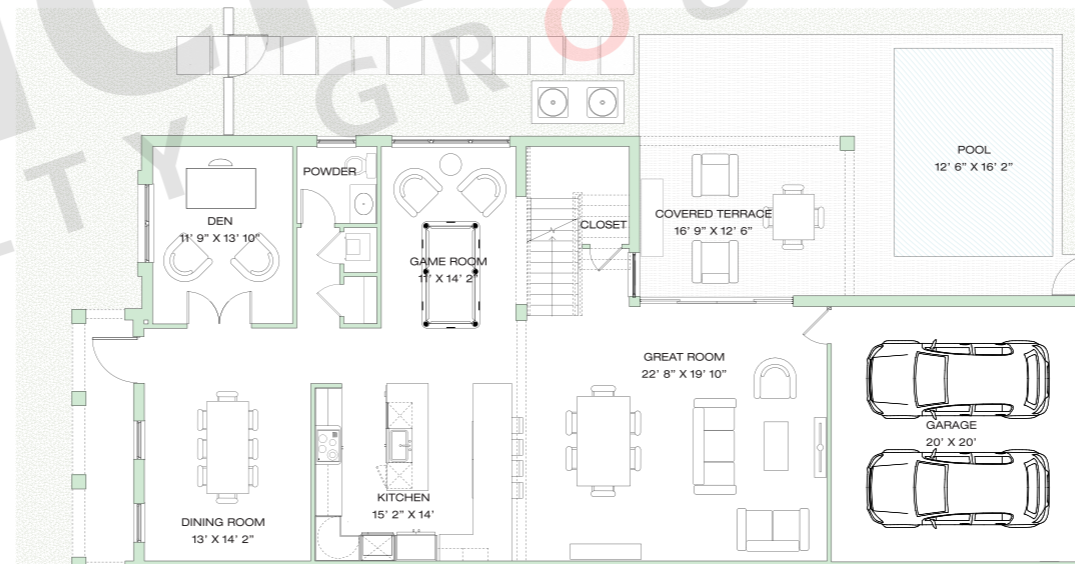 POOL
12' 6” X 16' 2”
POWDER
DEN
11' 9” X 13' 10”
COVERED TERRACE
16' 9” X 12' 6”
CLOSET
GAME ROOM
11' X 14' 2”
GREAT ROOM
22' 8” X 19' 10”
GARAGE
20' X 20'
KITCHEN
15' 2” X 14'
DINING ROOM
13' X 14' 2”